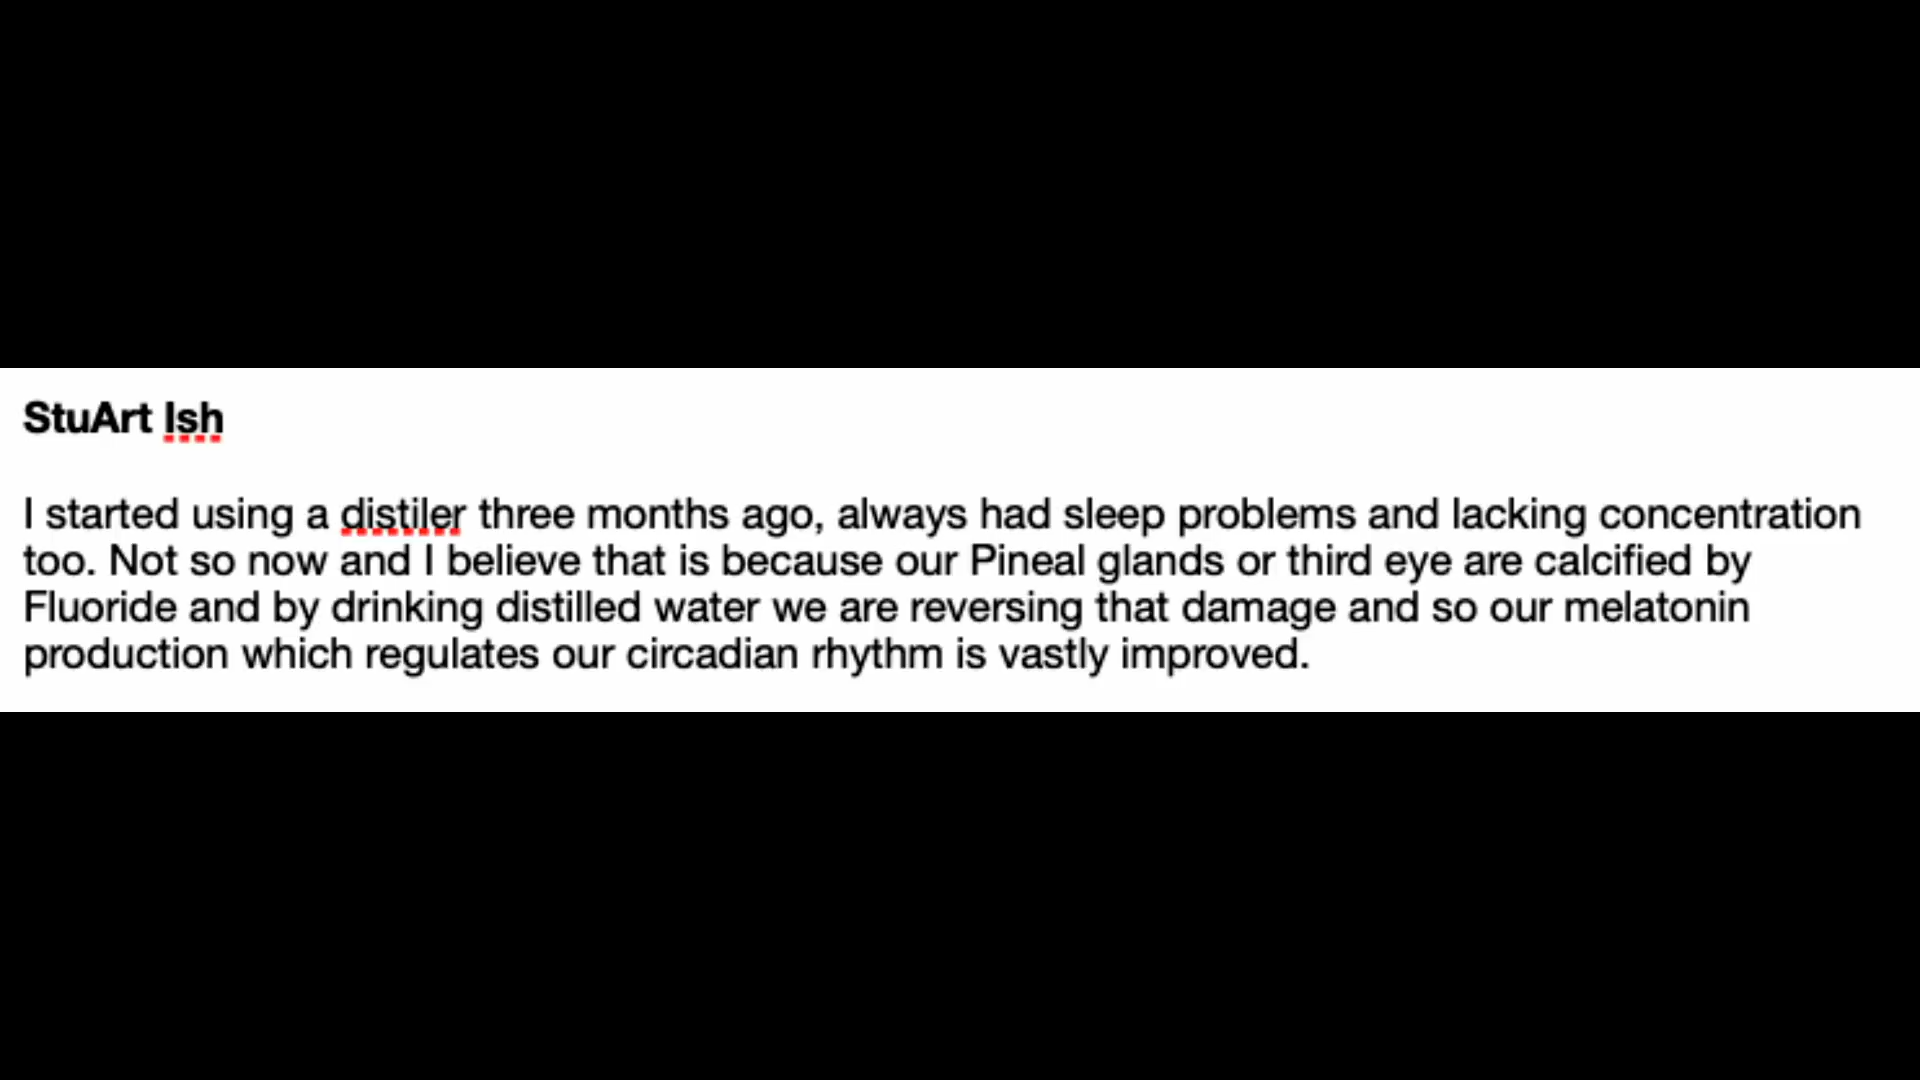 StuArt Ish
I started using a distiler three months ago, always had sleep problems and lacking concentration
too. Not so now and I believe that is because our Pineal glands or third eye are calcified by
Fluoride and by drinking distilled water we are reversing that damage and so our melatonin
production which regulates our circadian rhythm is vastly improved.